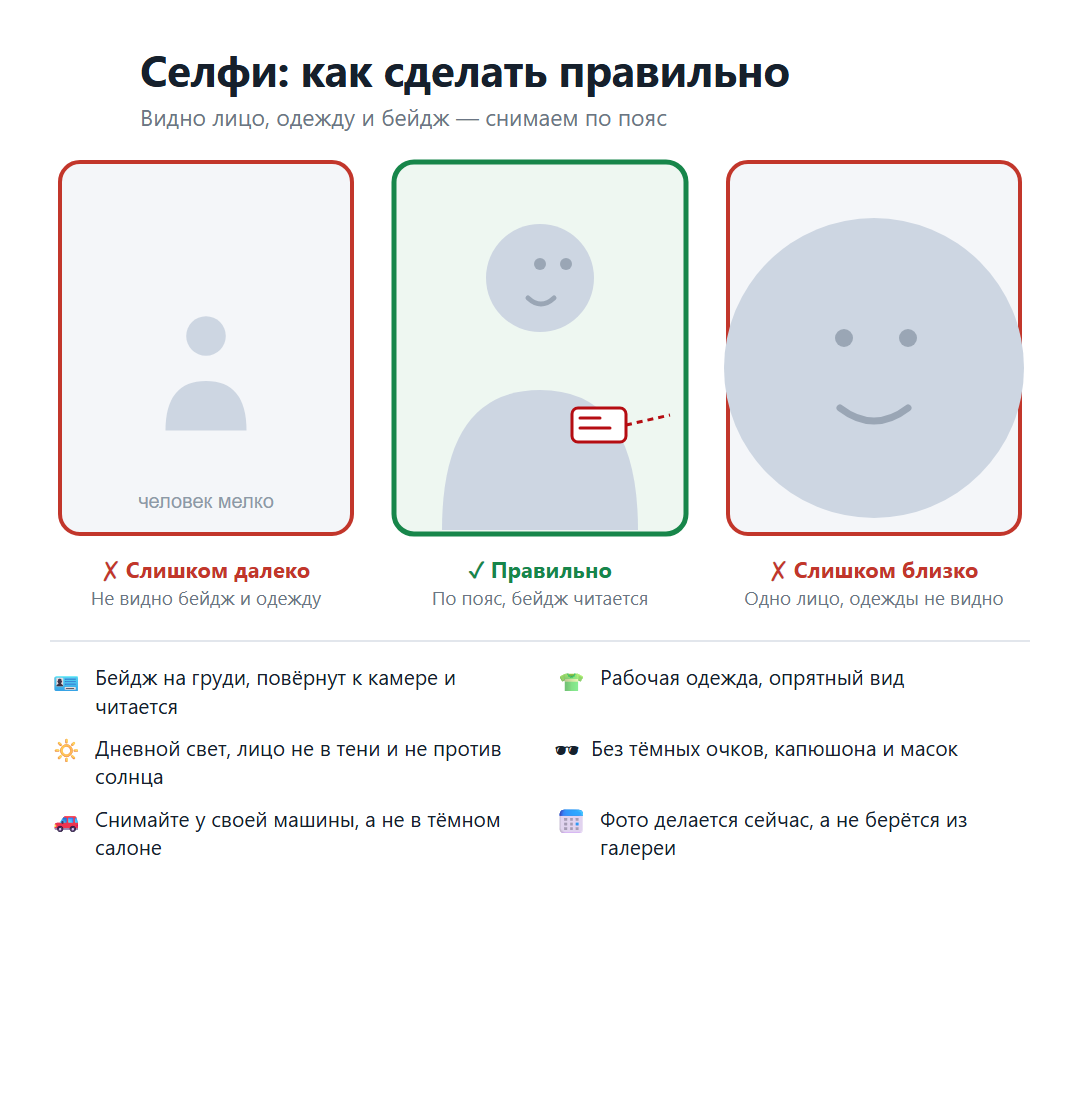 Селфи: как сделать правильно
Видно лицо, одежду и бейдж — снимаем по пояс
человек мелко
✗ Слишком далеко
Не видно бейдж и одежду
✓ Правильно
По пояс, бейдж читается
✗ Слишком близко
Одно лицо, одежды не видно
Бейдж на груди, повёрнут к камере и
читается
Рабочая одежда, опрятный вид
Дневной свет, лицо не в тени и не против
солнца
Без тёмных очков, капюшона и масок
Снимайте у своей машины, а не в тёмном
салоне
Фото делается сейчас, а не берётся из
галереи